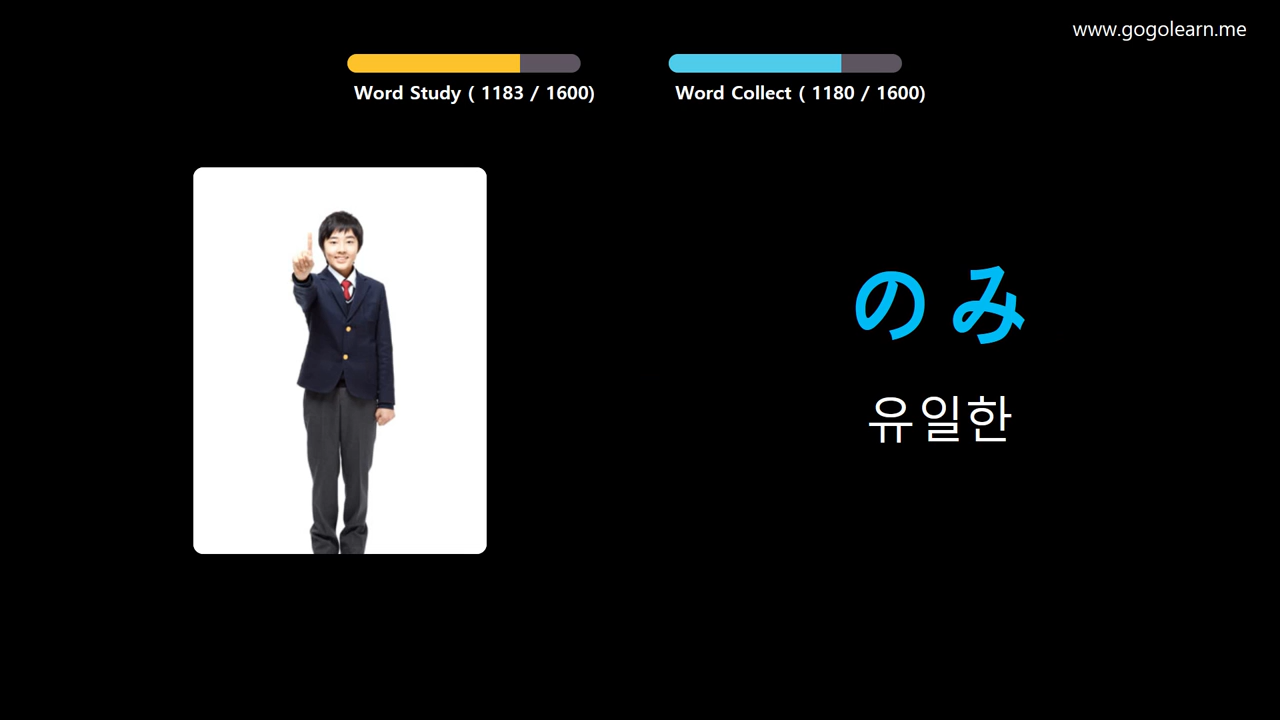 www.gogolearn.me
Word Study ( 1183 / 1600)
Word Collect ( 1180 / 1600)
のみ
유일한